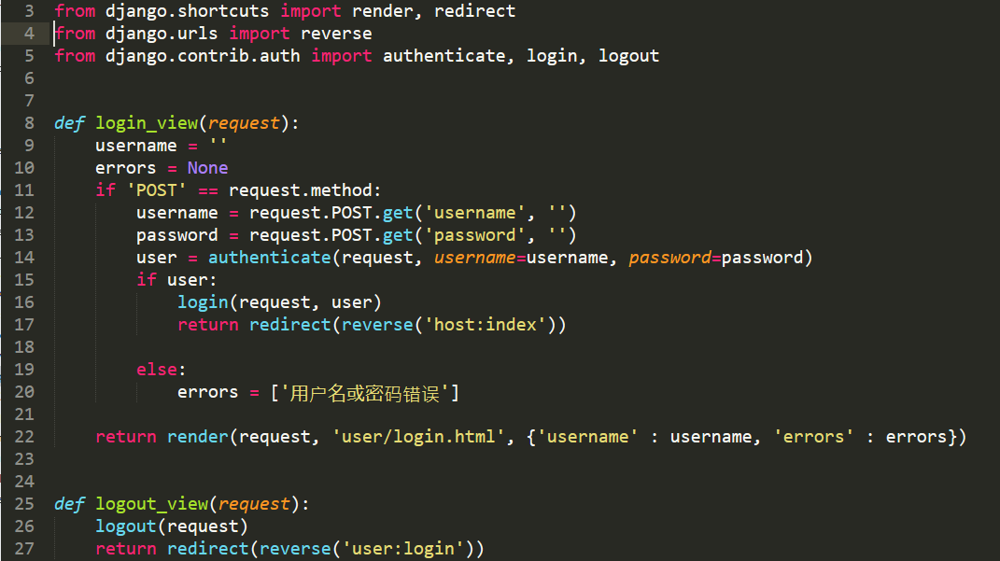 3 from django.shortcuts import render, redirect
4 from django.urls import reverse
5 from django.contrib.auth import authenticate, login, logout
6
7
8 def login_view(request):
9     username = ''
10     errors = None
11     if 'POST' == request.method:
12         username = request.POST.get('username', '')
13         password = request.POST.get('password', '')
14         user = authenticate(request, username=username, password=password)
15         if user:
16             login(request, user)
17             return redirect(reverse('host:index'))
18
19         else:
20             errors = ['用户名或密码错误']
21
22     return render(request, 'user/login.html', {'username' : username, 'errors' : errors})
23
24
25 def logout_view(request):
26     logout(request)
27     return redirect(reverse('user:login'))